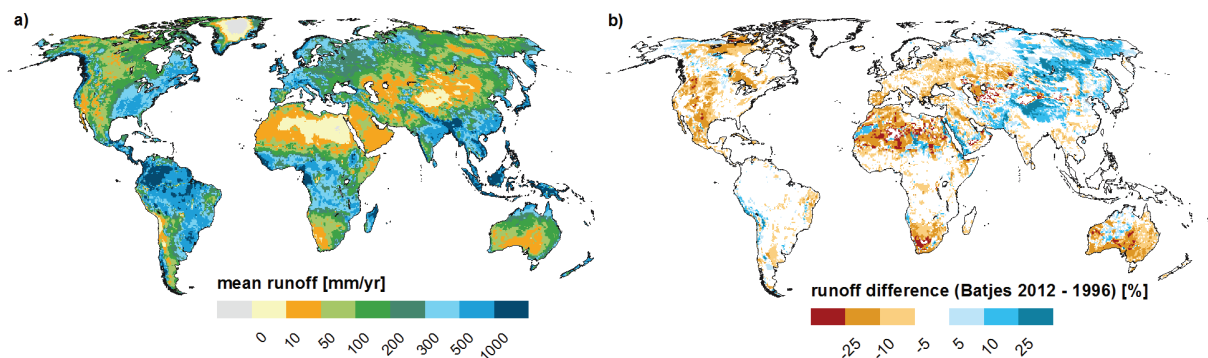 a)
mean runoff [mm/yr]
0 10 50 100 200 300 500 1000
b)
runoff difference (Batjes 2012 - 1996) [%]
-25 -10 -5 5 10 25